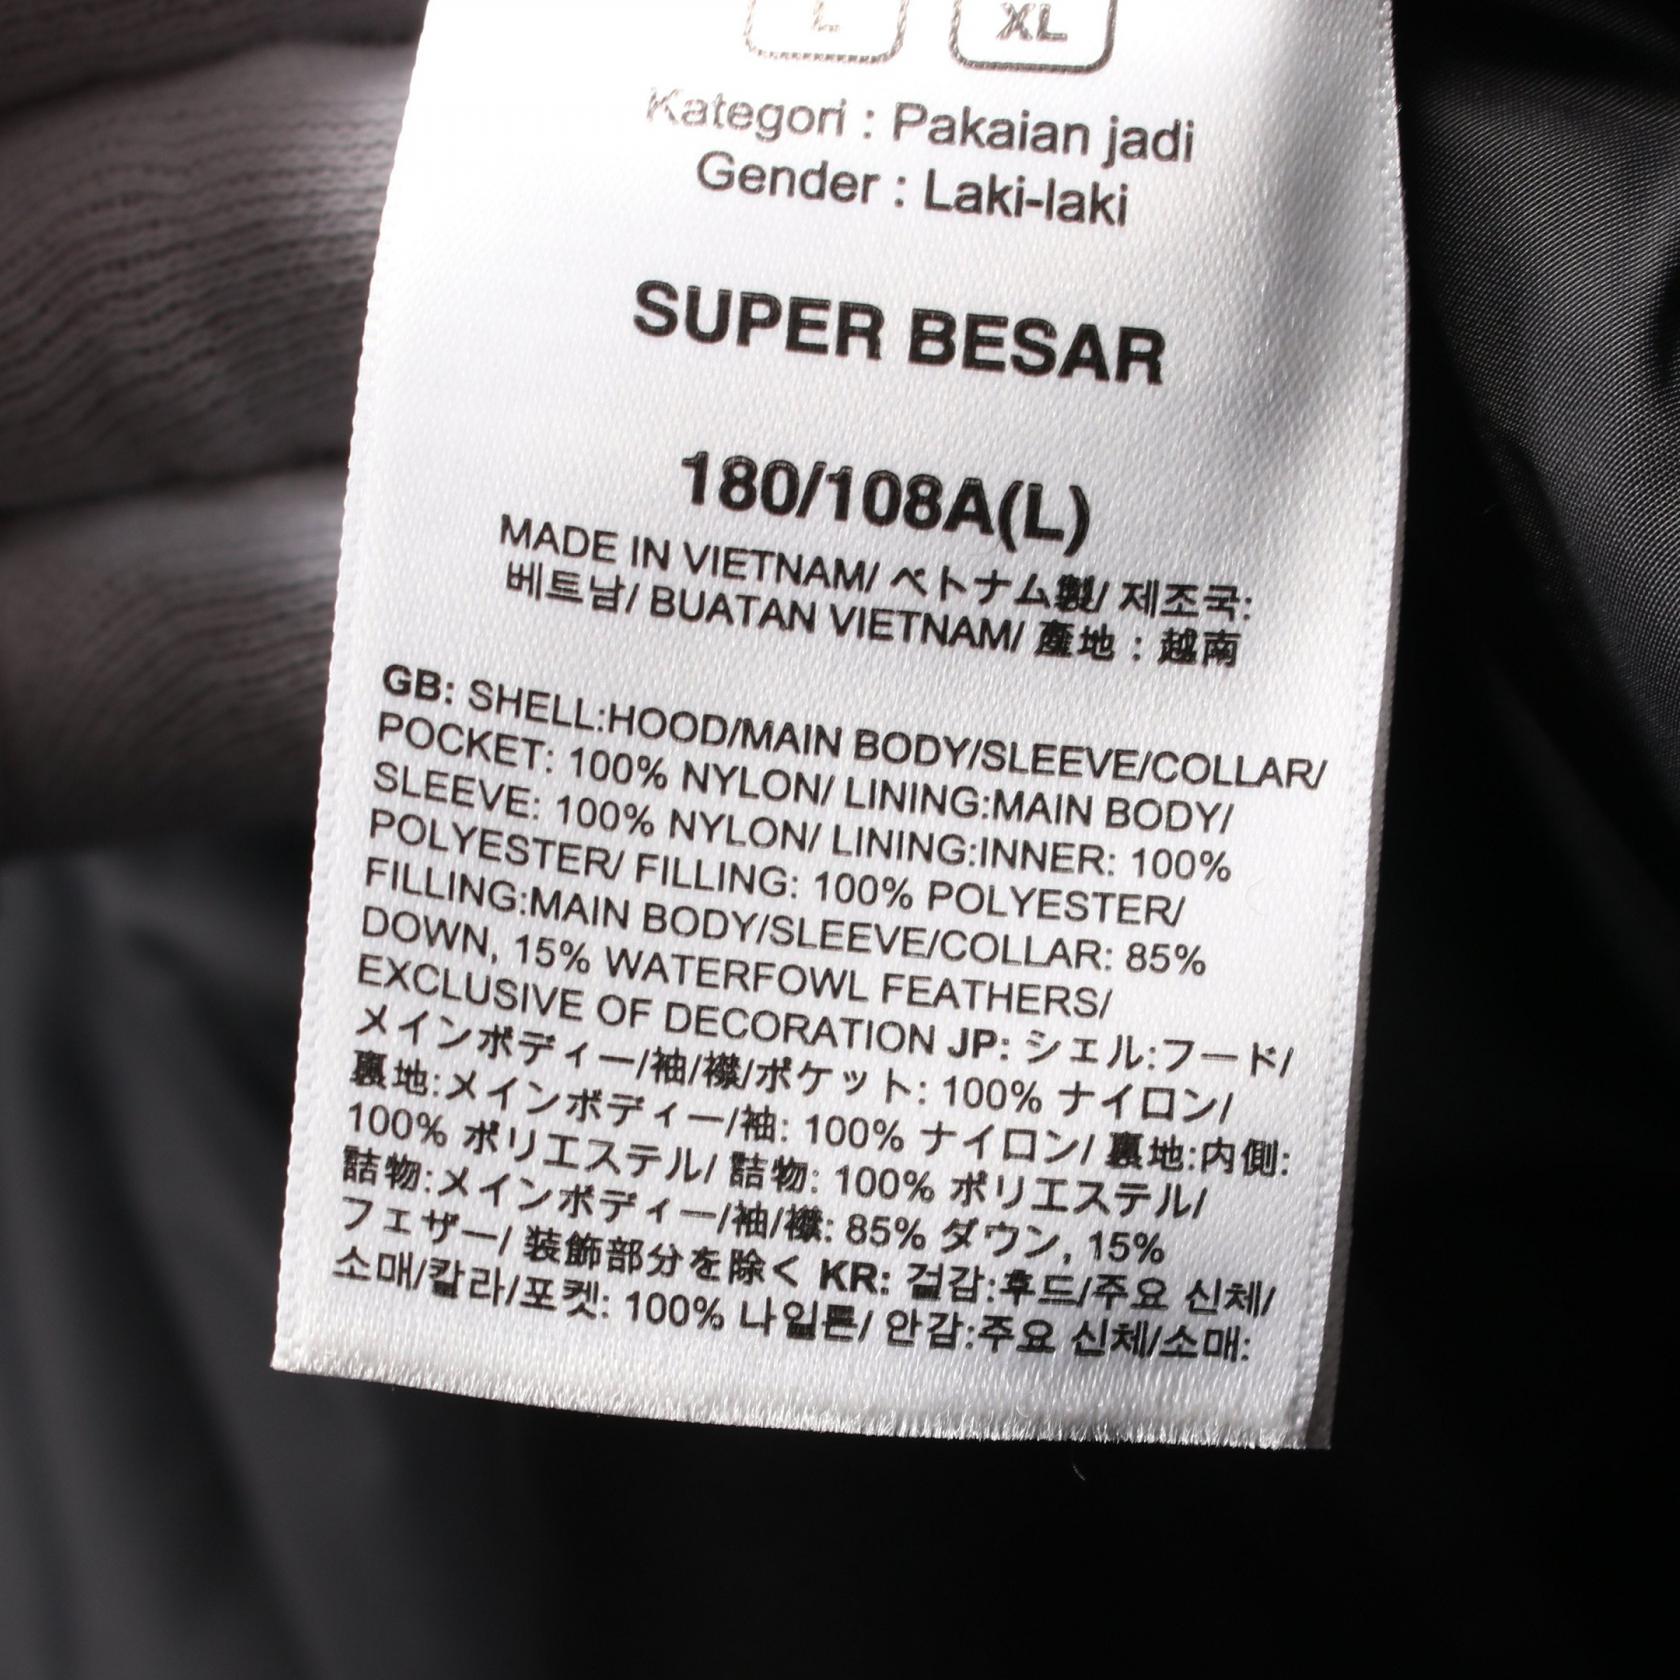 L XL
Kategori : Pakaian jadi
Gender : Laki-laki
SUPER BESAR
180/108A(L)
MADE IN VIETNAM/ ベトナム製/ 제조국:
베트남/ BUATAN VIETNAM/ 產地：越南
GB: SHELL:HOOD/MAIN BODY/SLEEVE/COLLAR/
POCKET: 100% NYLON/ LINING:MAIN BODY/
SLEEVE: 100% NYLON/ LINING:INNER: 100%
POLYESTER/ FILLING: 100% POLYESTER/
FILLING:MAIN BODY/SLEEVE/COLLAR: 85%
DOWN, 15% WATERFOWL FEATHERS/
EXCLUSIVE OF DECORATION JP: シェル:フード/
メインボディー/袖/襟/ポケット: 100% ナイロン/
裏地:メインボディー/袖: 100% ナイロン/ 裏地:内側:
100% ポリエステル/ 詰物: 100% ポリエステル/
詰物:メインボディー/袖/襟: 85% ダウン, 15%
フェザー/ 装飾部分を除く KR: 겉감:후드/주요 신체/
소매/칼라/포켓: 100% 나일론/ 안감:주요 신체/소매: